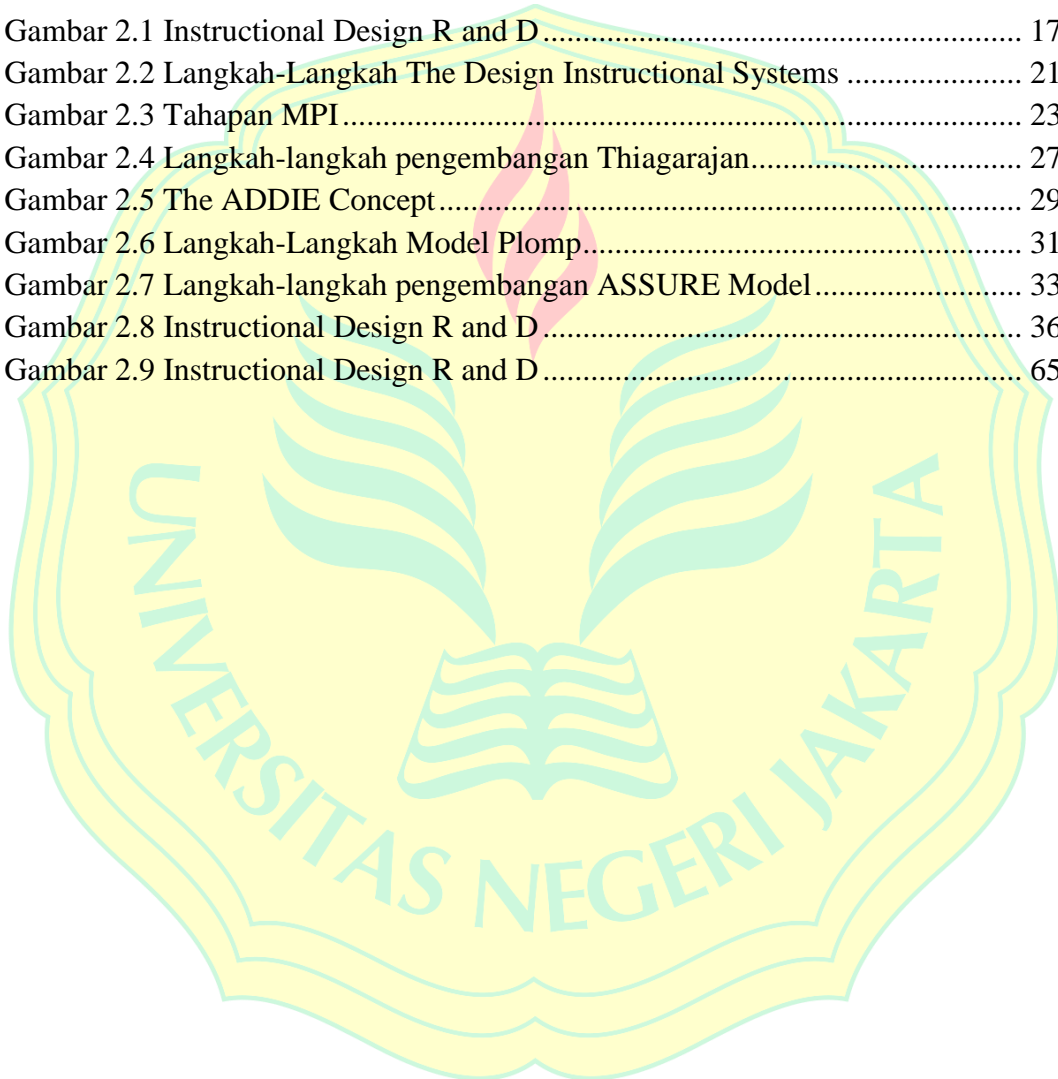 Gambar 2.1 Instructional Design R and D.................................................................................. 17
Gambar 2.2 Langkah-Langkah The Design Instructional Systems .............................. 21
Gambar 2.3 Tahapan MPI..................................................................................................................... 23
Gambar 2.4 Langkah-langkah pengembangan Thiagarajan............................................... 27
Gambar 2.5 The ADDIE Concept.................................................................................................... 29
Gambar 2.6 Langkah-Langkah Model Plomp........................................................................... 31
Gambar 2.7 Langkah-langkah pengembangan ASSURE Model................................... 33
Gambar 2.8 Instructional Design R and D.................................................................................. 36
Gambar 2.9 Instructional Design R and D.................................................................................. 65
UNIVERSITAS NEGERI JAKARTA